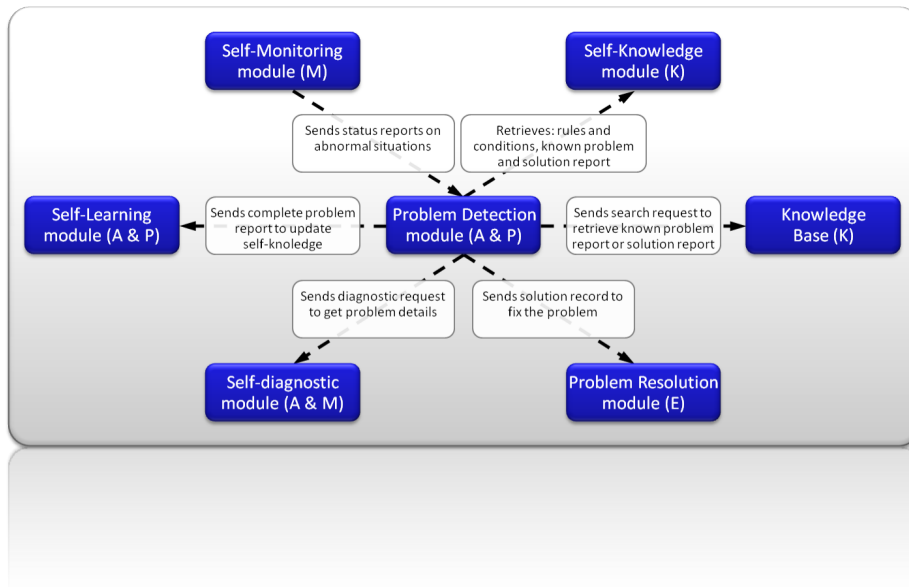 Self-Monitoring
module (M)
Self-Knowledge
module (K)
Sends status reports on
abnormal situations
Retrieves: rules and
conditions, known problem
and solution report
Self-Learning
module (A & P)
Sends complete problem
report to update
self-knoledge
Problem Detection
module (A & P)
Sends search request to
retrieve known problem
report or solution report
Knowledge
Base (K)
Sends diagnostic request
to get problem details
Sends solution record to
fix the problem
Self-diagnostic
module (A & M)
Problem Resolution
module (E)